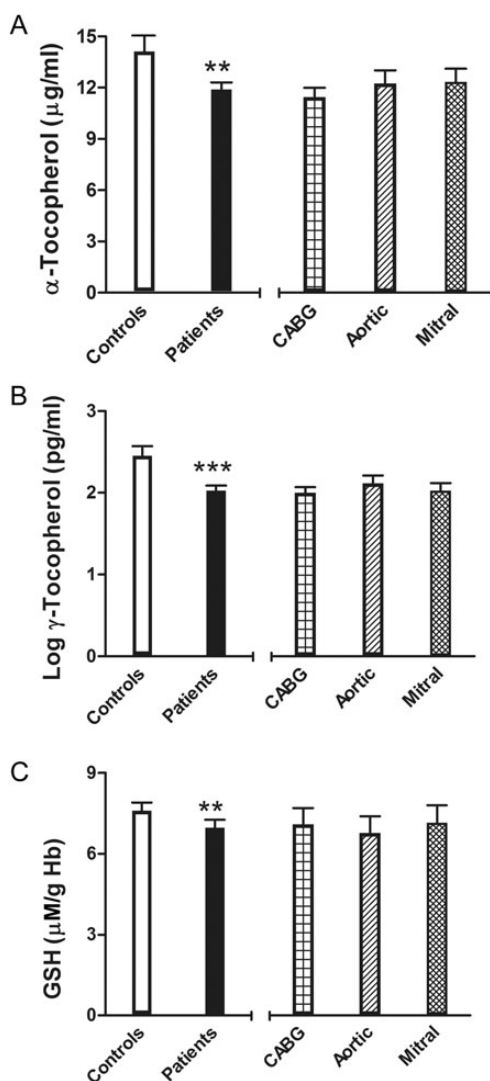 A
α-Tocopherol (μg/ml)
15
12
9
6
3
0
**
Controls
Patients
CABG
Aortic
Mitral
B
Log γ-Tocopherol (pg/ml)
3
2
1
0
***
Controls
Patients
CABG
Aortic
Mitral
C
GSH (μM/g Hb)
9
6
3
0
**
Controls
Patients
CABG
Aortic
Mitral